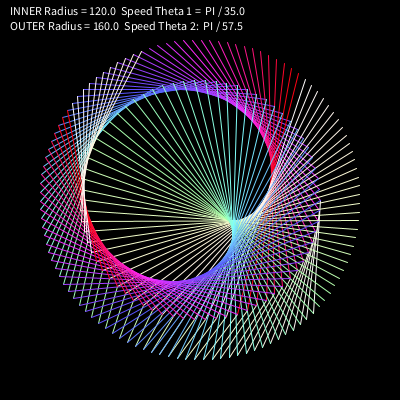 INNER Radius = 120.0  Speed Theta 1 =  PI / 35.0
OUTER Radius = 160.0  Speed Theta 2:  PI / 57.5